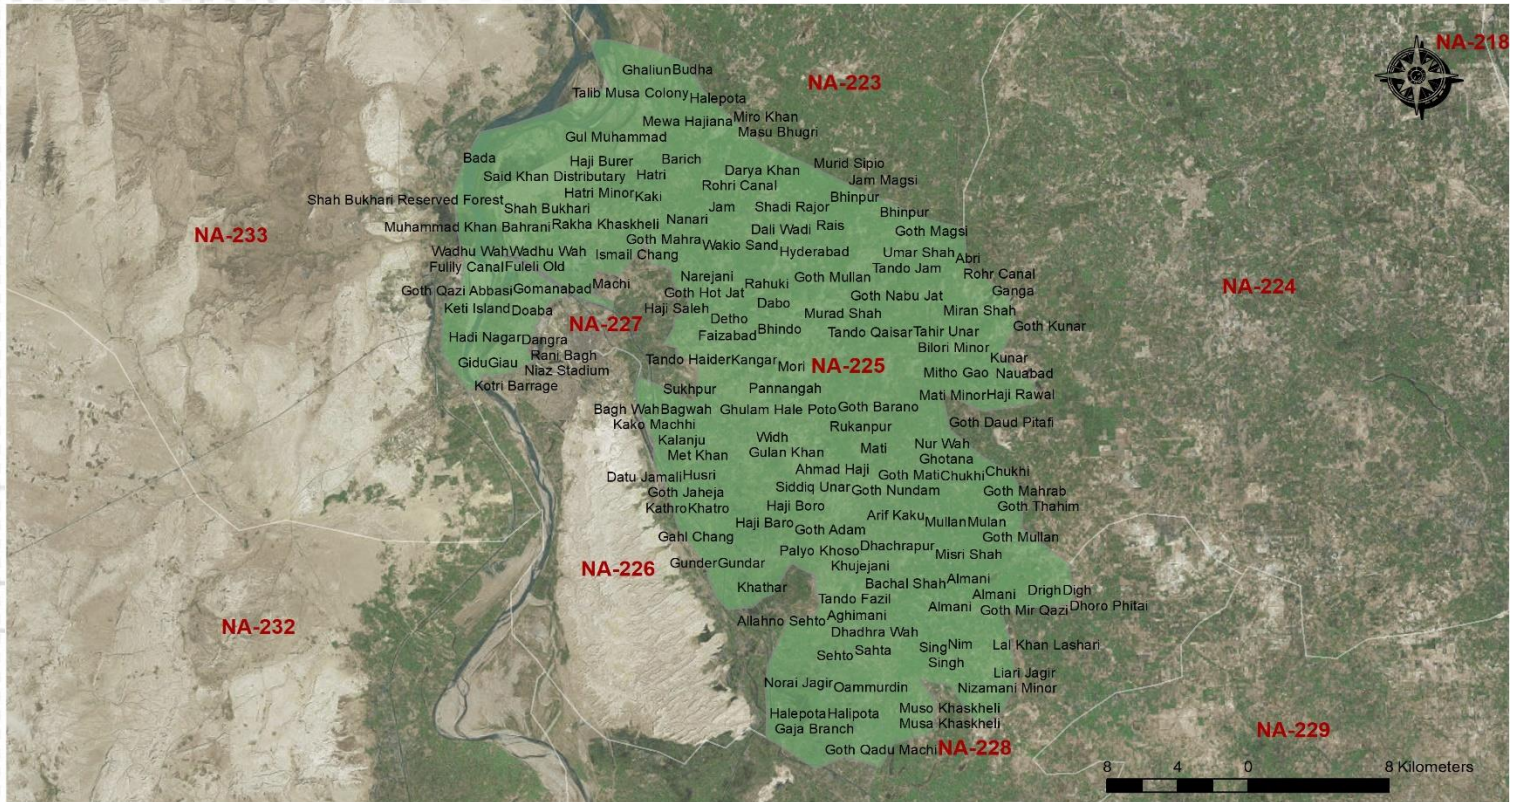 NA-218
Ghaliun Budha
NA-223
Talib Musa Colony Halepota
Mewa Hajiana Miro Khan
Gul Muhammad Masu Bhugri
Bada Haji Burer Barich Murid Sipio
Said Khan Distributary Hatri Darya Khan Jam Magsi
Rohri Canal
Shah Bukhari Reserved Forest Hatri Minor Kaki Bhinpur
Shah Bukhari Jam Shadi Rajor Bhinpur
Muhammad Khan Bahrani Rakha Khaskheli Nanari Dali Wadi Rais Goth Magsi
NA-233
Goth Mahra Wakio Sand
Wadhu Wah Wadhu Wah Ismail Chang Hyderabad Umar Shah Abri
Fulily Canal Fuleli Old Tando Jam
Narejani Rahuki Goth Mullan Rohr Canal
Goth Qazi Abbasi Gomanabad Machi Goth Hot Jat Goth Nabu Jat Ganga
NA-224
Keti Island Doaba Haji Saleh Dabo Murad Shah Miran Shah
NA-227
Detho Bhindo Goth Kunar
Hadi Nagar Dangra Faizabad Tando Qaisar Tahir Unar
Bilori Minor
Gidu Giau Rani Bagh Tando Haider Kangar Mori NA-225 Kunar
Niaz Stadium Mitho Gao Nauabad
Kotri Barrage Sukhpur Pannangah Mati Minor Haji Rawal
Bagh Wah Bagwah Ghulam Hale Poto Goth Barano
Kako Machhi Rukanpur Goth Daud Pitafi
Kalanju Widh Mati Nur Wah
Met Khan Gulan Khan Ghotana
Datu Jamali Husri Ahmad Haji Goth Mati Chukhi Chukhi
Goth Jaheja Siddiq Unar Goth Nundam Goth Mahrab
Kathro Khatro Haji Boro Goth Thahim
Haji Baro Goth Adam Arif Kaku Mullan Mulan
Gahl Chang Goth Mullan
Palyo Khoso Dhachrapur Misri Shah
NA-226
Gunder Gundar Khujejani
Khathar Bachal Shah Almani
Tando Fazil Almani Drigh Digh
Allahno Sehto Aghimani Almani Goth Mir Qazi Dhoro Phitai
NA-232
Dhadhra Wah
Sehto Sahta Sing Nim Lal Khan Lashari
Singh
Norai Jagir Oammurdin Liari Jagir
Nizamani Minor
Halepota Halipota Muso Khaskheli
Gaja Branch Musa Khaskheli
NA-229
Goth Qadu Machi NA-228
8 4 0 8 Kilometers